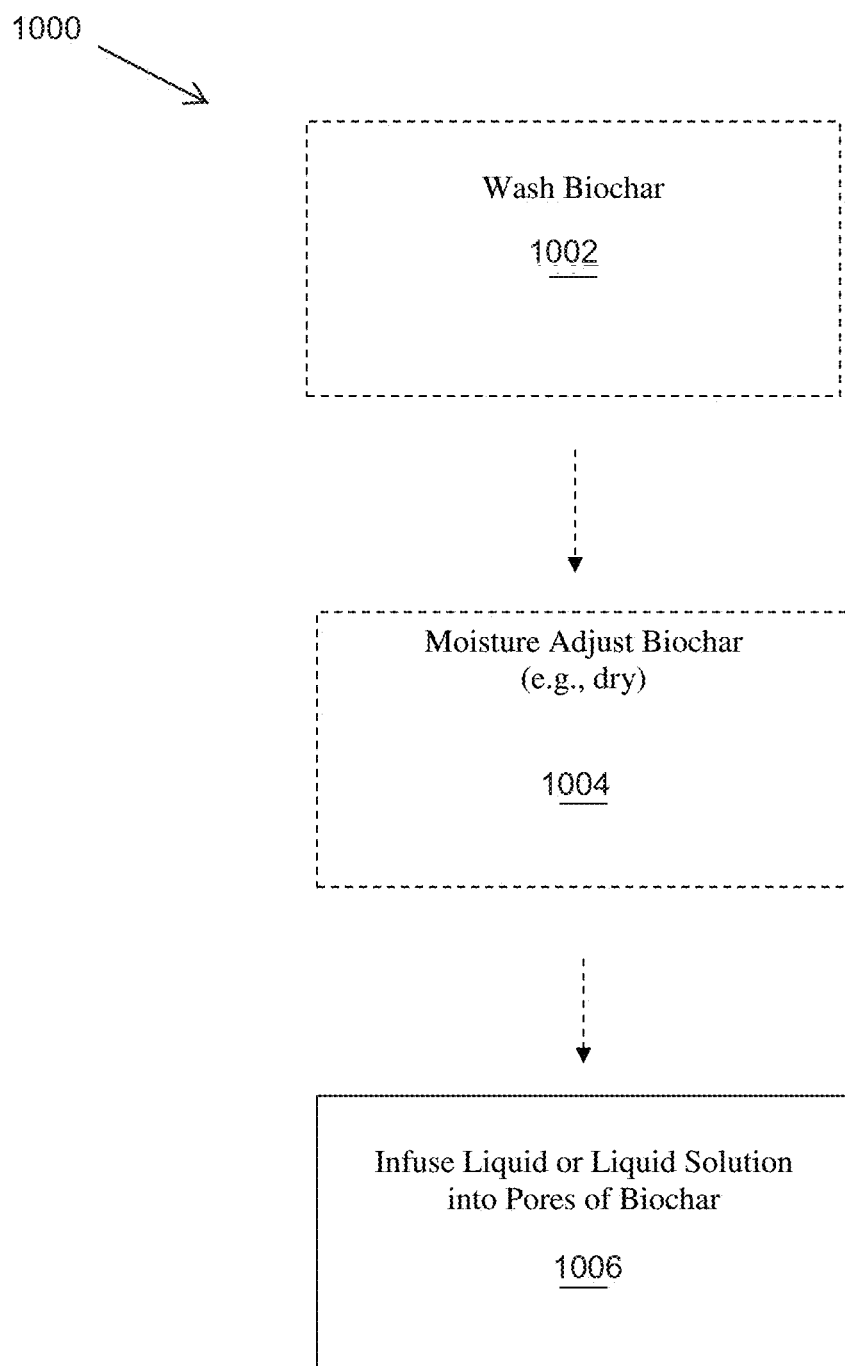 1000
Wash Biochar
1002
Moisture Adjust Biochar
(e.g., dry)
1004
Infuse Liquid or Liquid Solution
into Pores of Biochar
1006